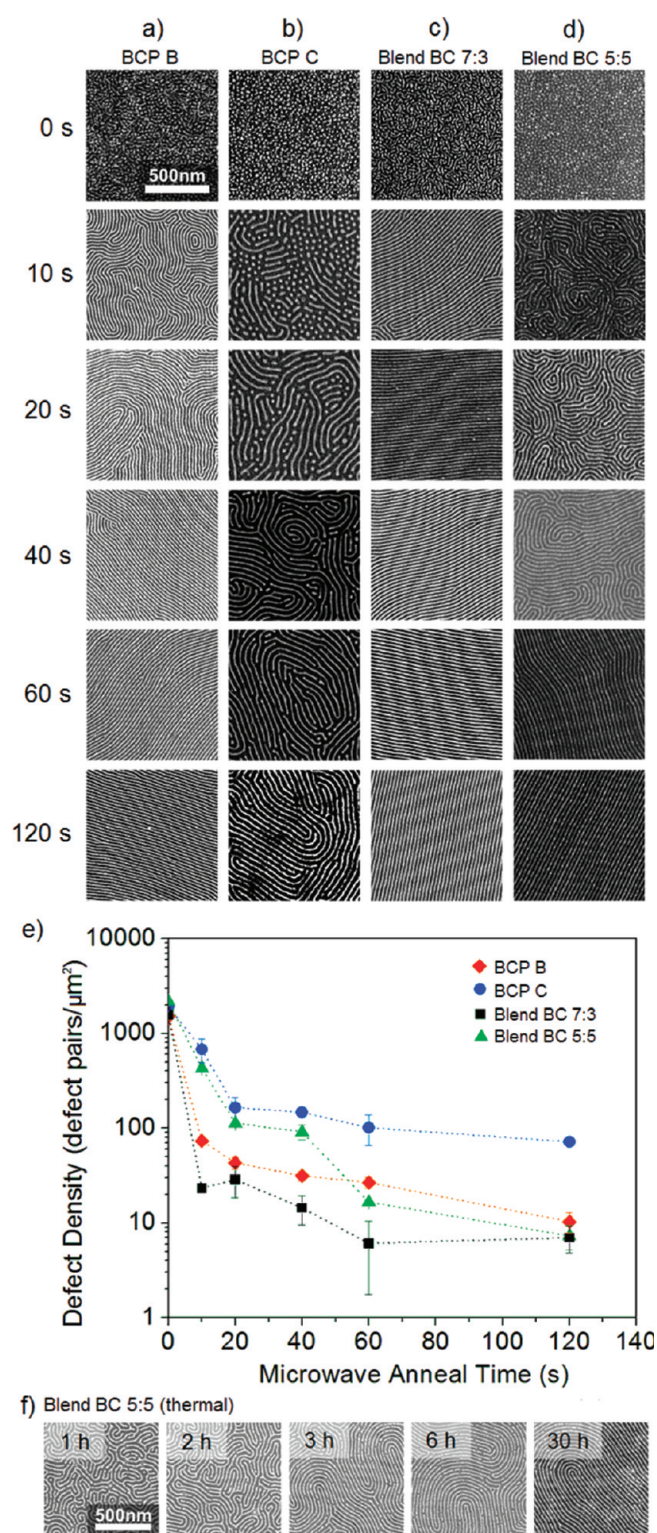 a) b) c) d)
BCP B BCP C Blend BC 7:3 Blend BC 5:5
0 s
500nm
10 s
20 s
40 s
60 s
120 s
e)
10000
1000
100
10
1
Defect Density (defect pairs/µm²)
BCP B
BCP C
Blend BC 7:3
Blend BC 5:5
0 20 40 60 80 100 120 140
Microwave Anneal Time (s)
f) Blend BC 5:5 (thermal)
1 h 2 h 3 h 6 h 30 h
500nm